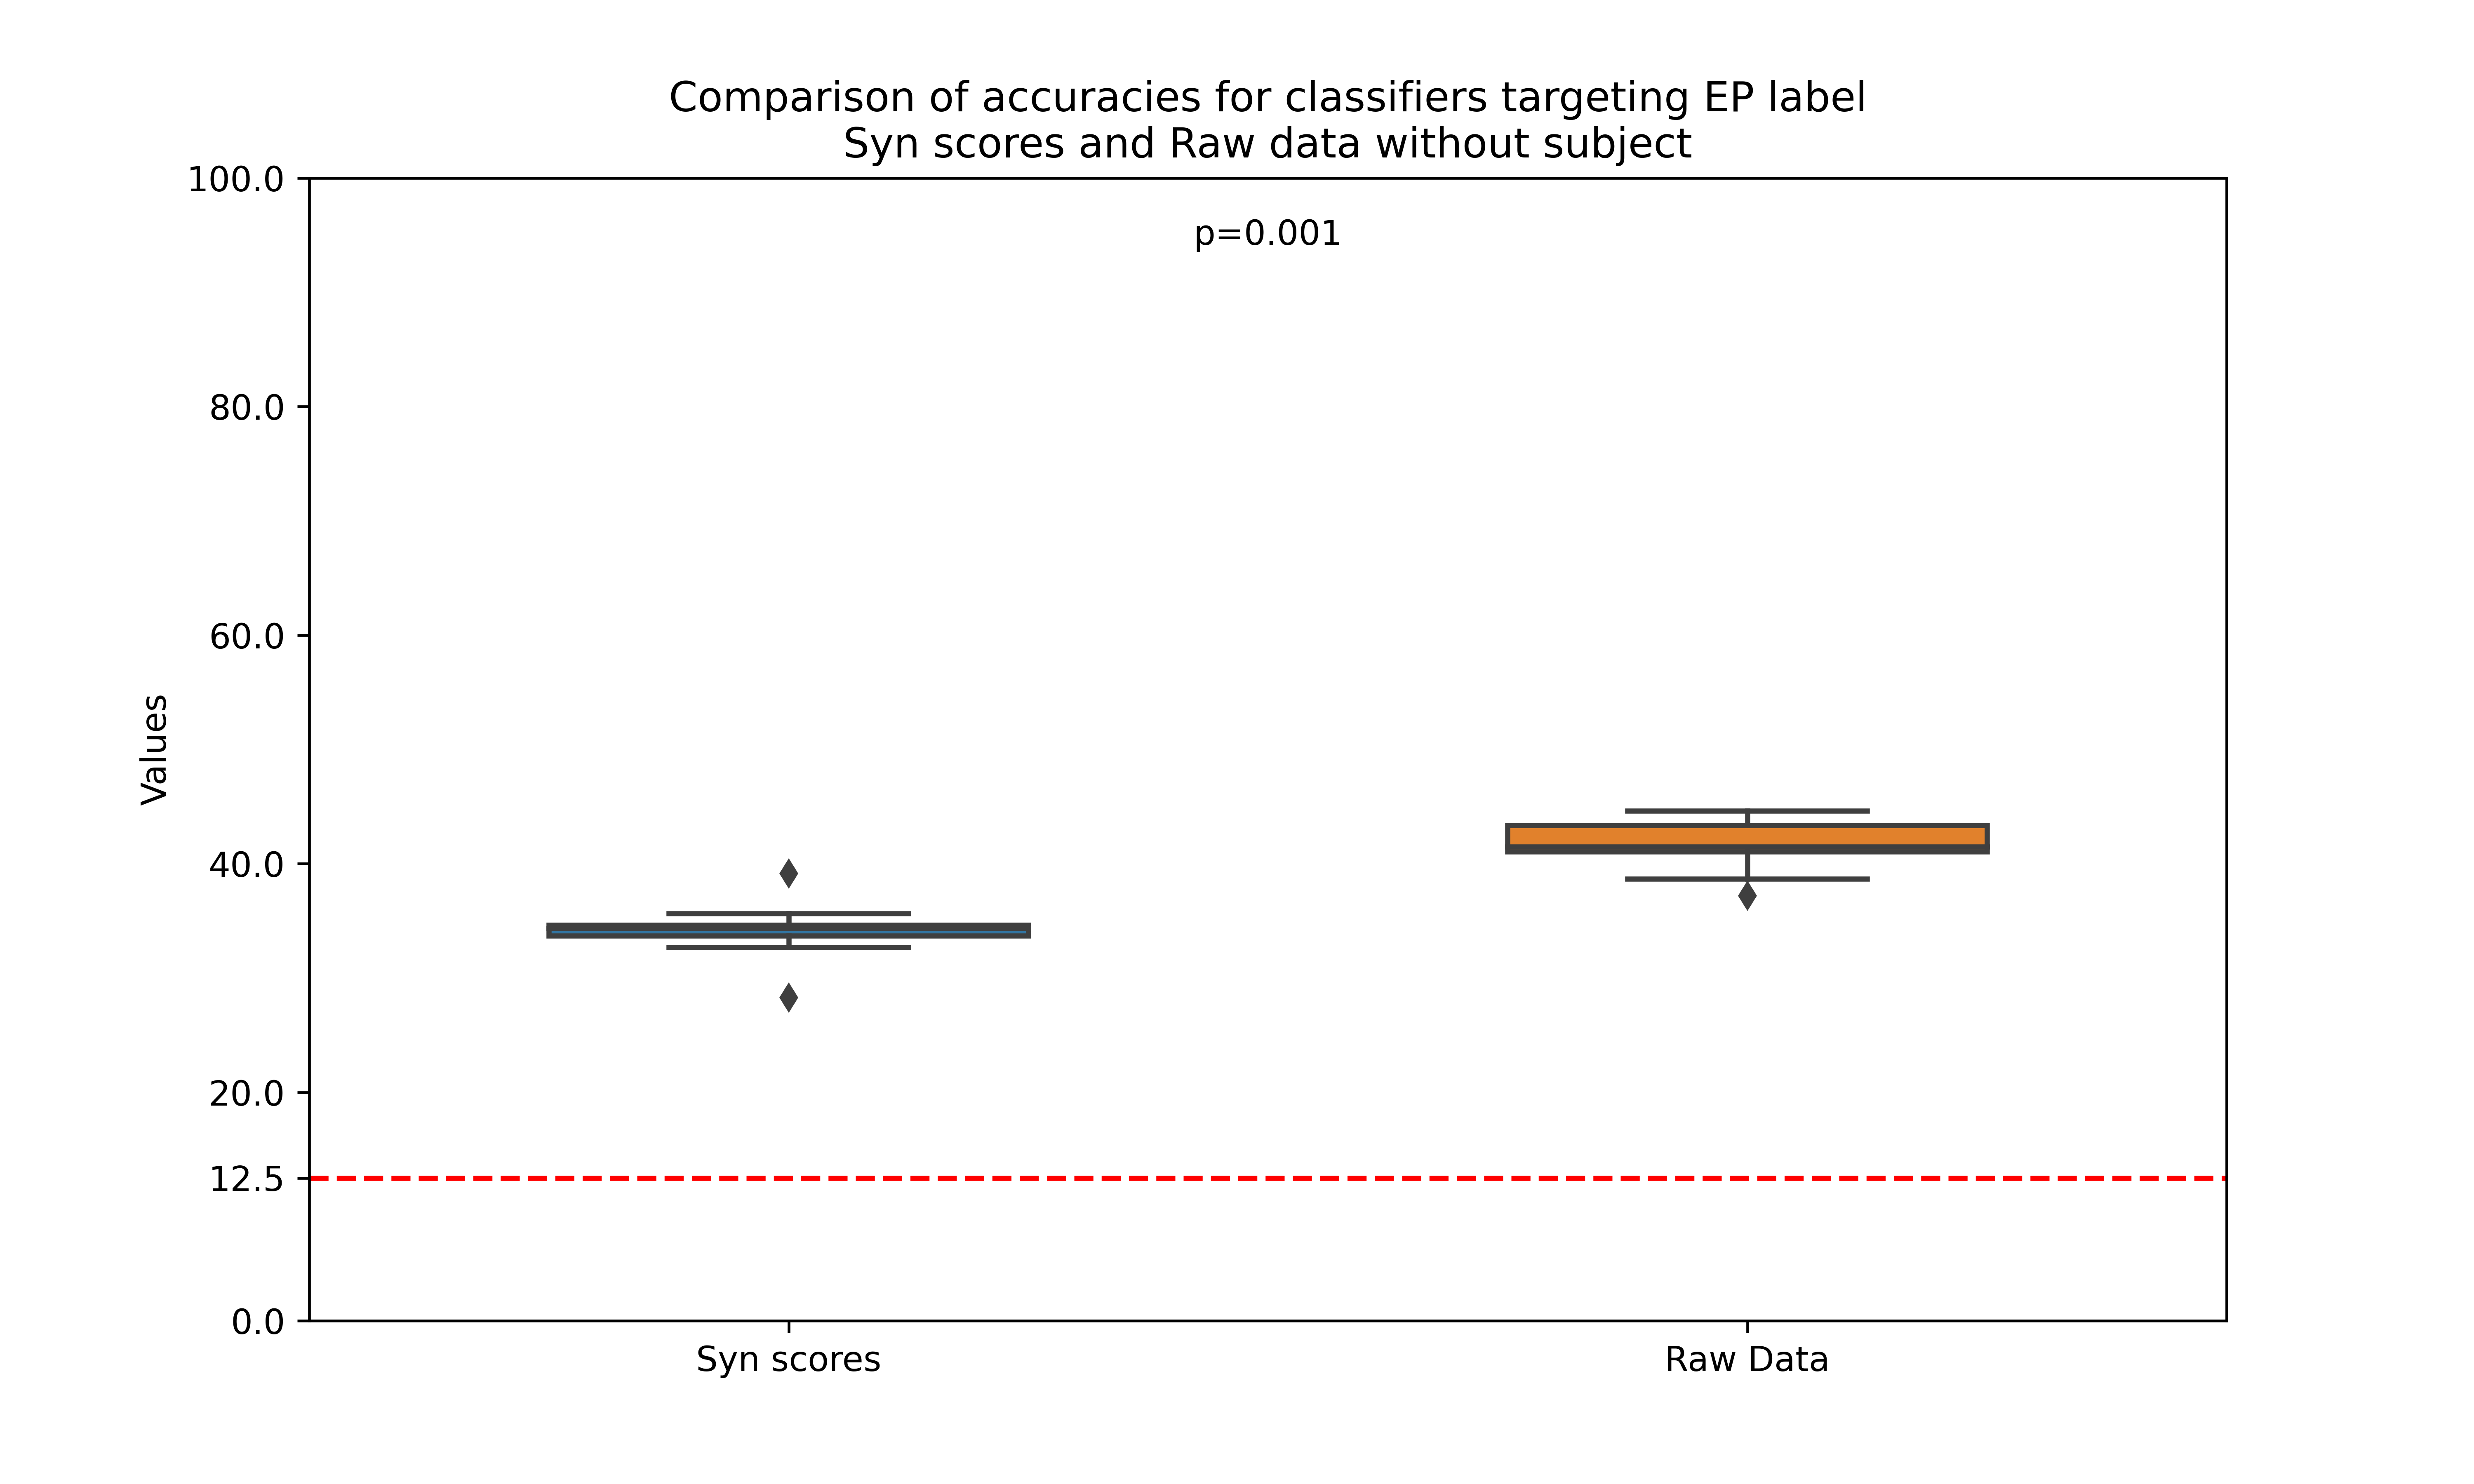 Comparison of accuracies for classifiers targeting EP label
Syn scores and Raw data without subject
100.0
p=0.001
80.0
60.0
Values
40.0
20.0
12.5
0.0
Syn scores
Raw Data